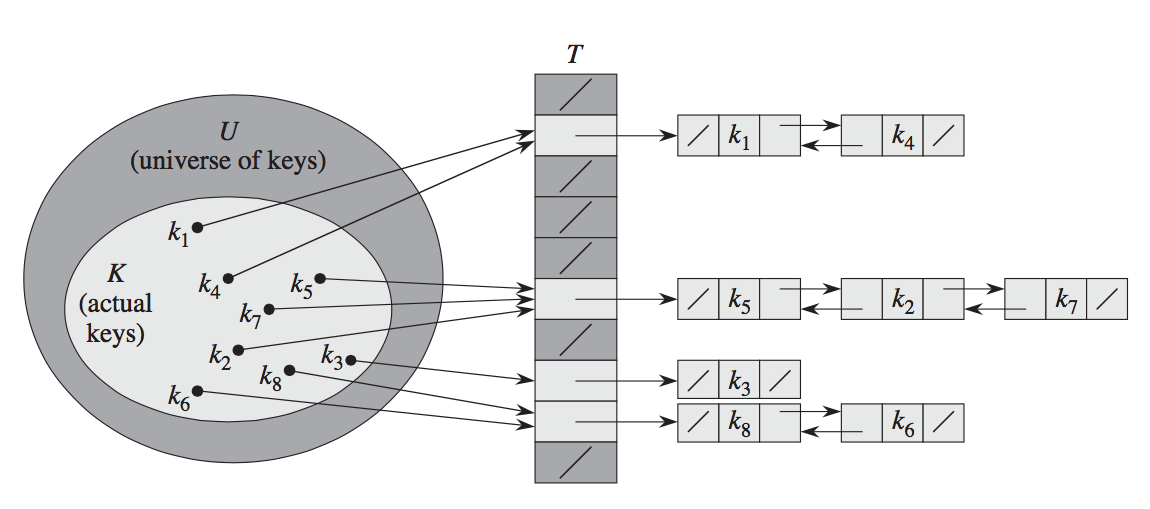 T
U
(universe of keys)
k1
K
(actual
keys)
k4
k5
k7
k2
k8
k3
k6
k1 k4
k5 k2 k7
k3
k8 k6